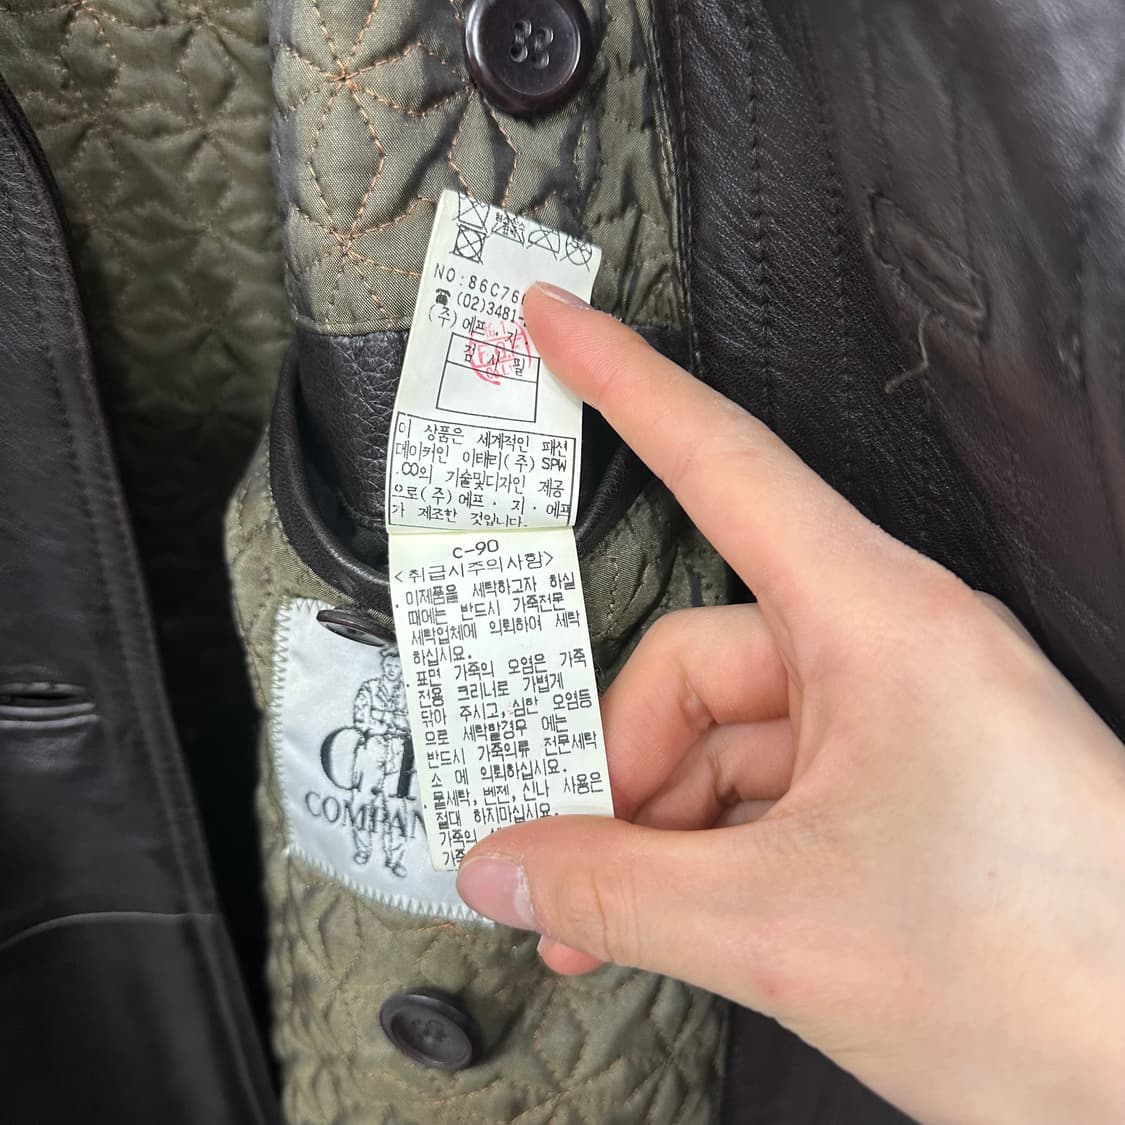 NO:86C76
☎(02)3481-
(주)에프.지.
검 사 필
이 상품은 세계적인 패션
메이커인 이태리(주) SPW
.CO의 기술및디자인 제공
으로(주)에프.지.에프
가 제조한 것입니다.
C-90
<취급시주의사항>
.이제품을 세탁하고자 하실
때에는 반드시 가죽전문
세탁업체에 의뢰하여 세탁
하십시요.
.표면 가죽의 오염은 가죽
전용 크리너로 가볍게
닦아 주시고,심한 오염등
으로 세탁할경우 에는
반드시 가죽의류 전문세탁
소 에 의뢰하십시요.
.물세탁,벤젠,신나 사용은
절대 하지마십시요.
가죽의
가죽
C.P.
COMPAN